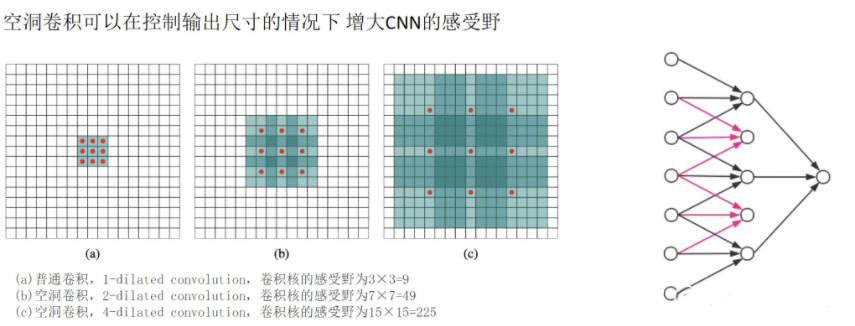 空洞卷积可以在控制输出尺寸的情况下 增大CNN的感受野
(a) (b) (c)
(a)普通卷积, 1-dilated convolution, 卷积核的感受野为3×3=9
(b)空洞卷积, 2-dilated convolution, 卷积核的感受野为7×7=49
(c)空洞卷积, 4-dilated convolution, 卷积核的感受野为15×15=225